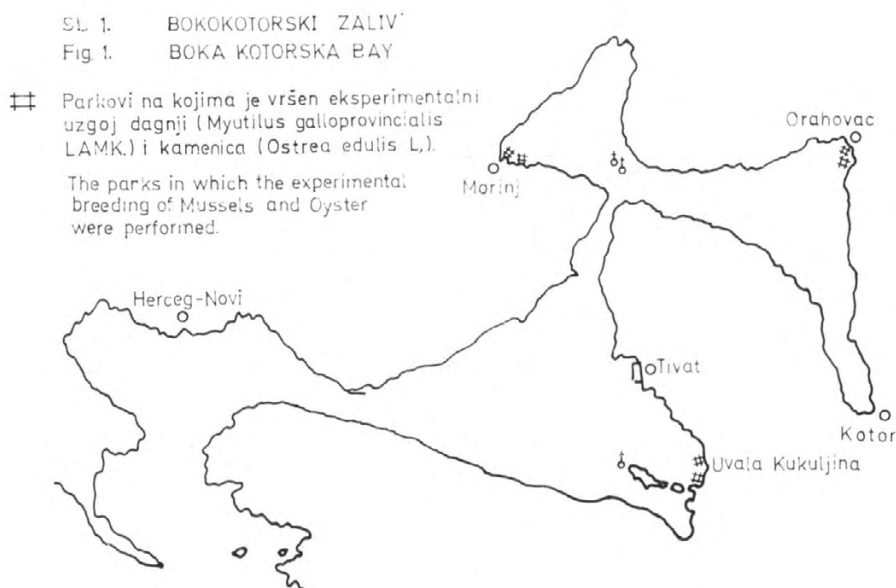 SL. 1. BOKOKOTORSKI ZALIV
Fig. 1. BOKA KOTORSKA BAY
Parkovi na kojima je vršen eksperimentalni
uzgoj dagnji (Myutilus galloprovincialis
LAMK.) i kamenica (Ostrea edulis L,).
The parks in which the experimental
breeding of Mussels and Oyster
were performed.
Orahovac
Morinj
Herceg-Novi
Tivat
Kotor
Uvala Kukuljina